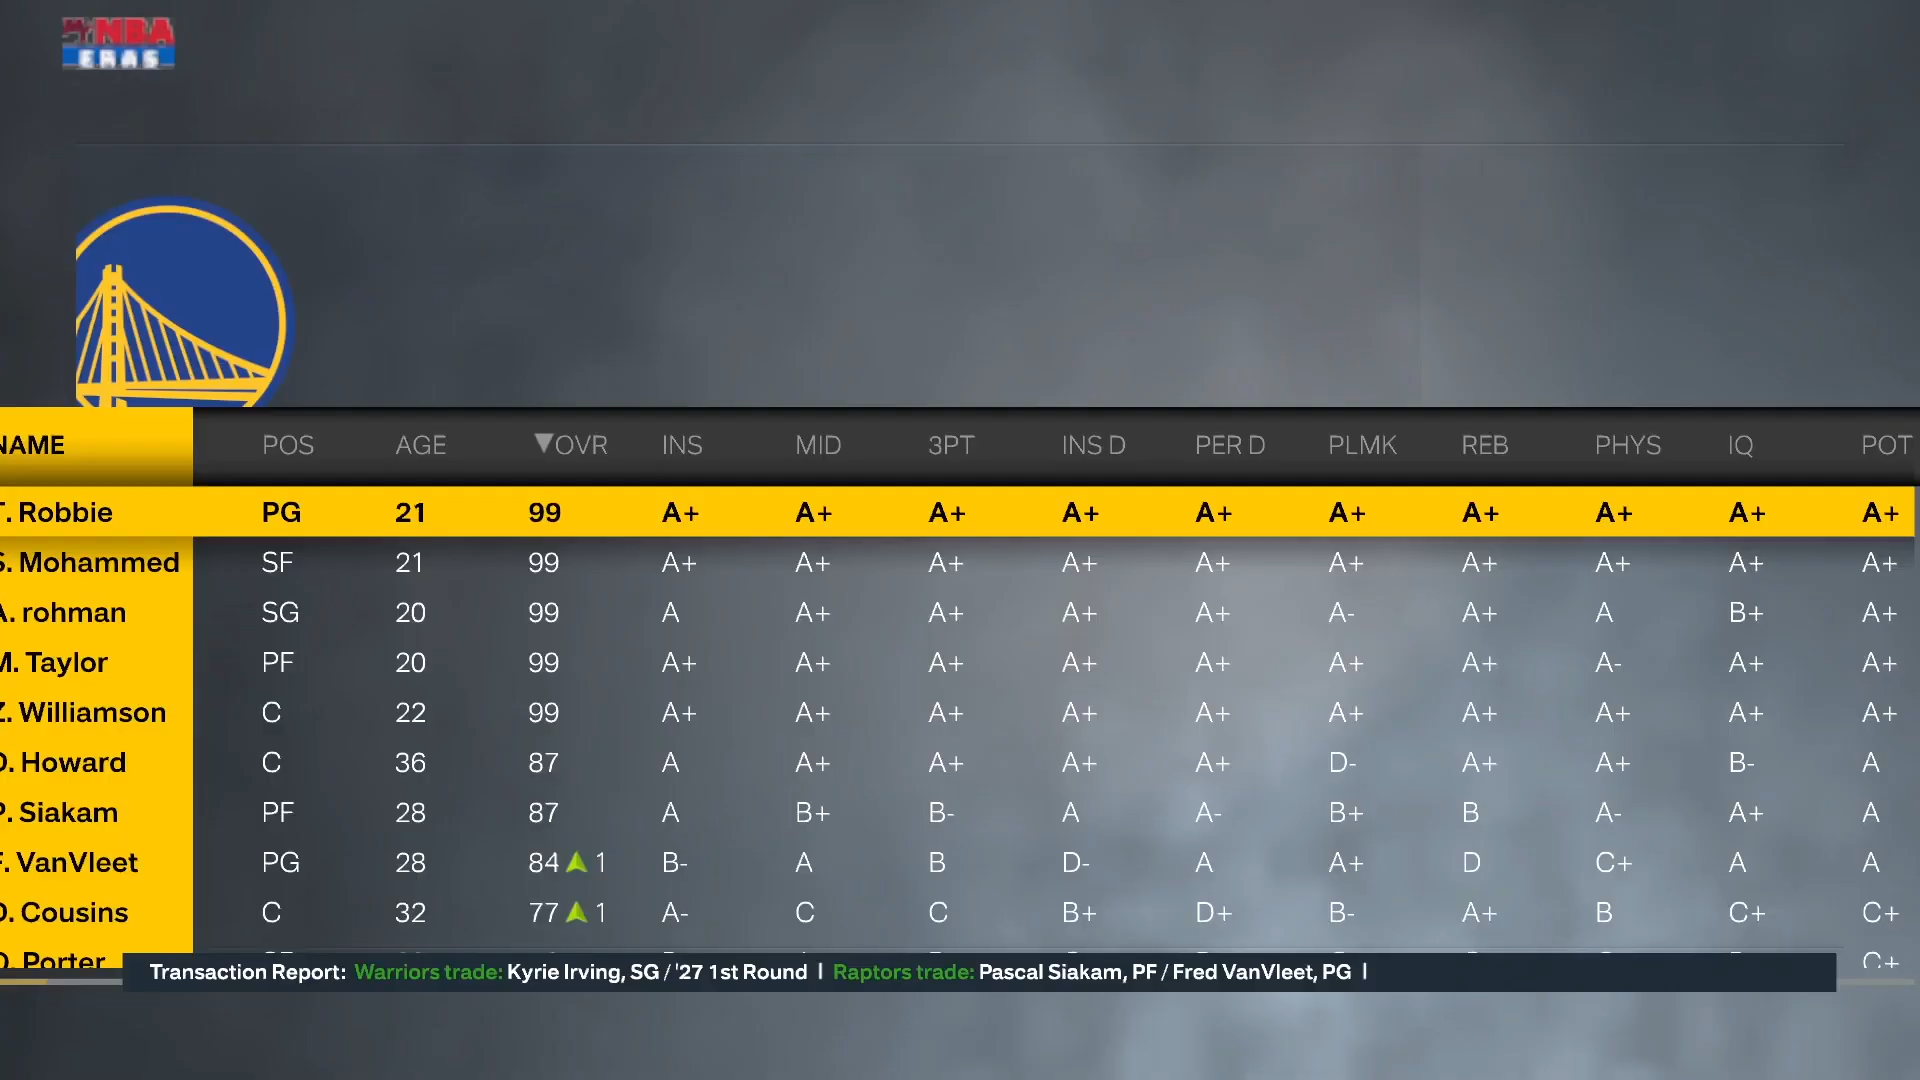 MyNBA
ERAS
NAME POS AGE ▼OVR INS MID 3PT INS D PER D PLMK REB PHYS IQ POT
T. Robbie PG 21 99 A+ A+ A+ A+ A+ A+ A+ A+ A+ A+
S. Mohammed SF 21 99 A+ A+ A+ A+ A+ A+ A+ A+ A+ A+
A. rohman SG 20 99 A A+ A+ A+ A+ A- A+ A B+ A+
M. Taylor PF 20 99 A+ A+ A+ A+ A+ A+ A+ A- A+ A+
Z. Williamson C 22 99 A+ A+ A+ A+ A+ A+ A+ A+ A+ A+
D. Howard C 36 87 A A+ A+ A+ A+ D- A+ A+ B- A
P. Siakam PF 28 87 A B+ B- A A- B+ B A- A+ A
F. VanVleet PG 28 84 ▲ 1 B- A B D- A A+ D C+ A A
D. Cousins C 32 77 ▲ 1 A- C C B+ D+ B- A+ B C+ C+
O. Porter C+
Transaction Report: Warriors trade: Kyrie Irving, SG / '27 1st Round | Raptors trade: Pascal Siakam, PF / Fred VanVleet, PG |